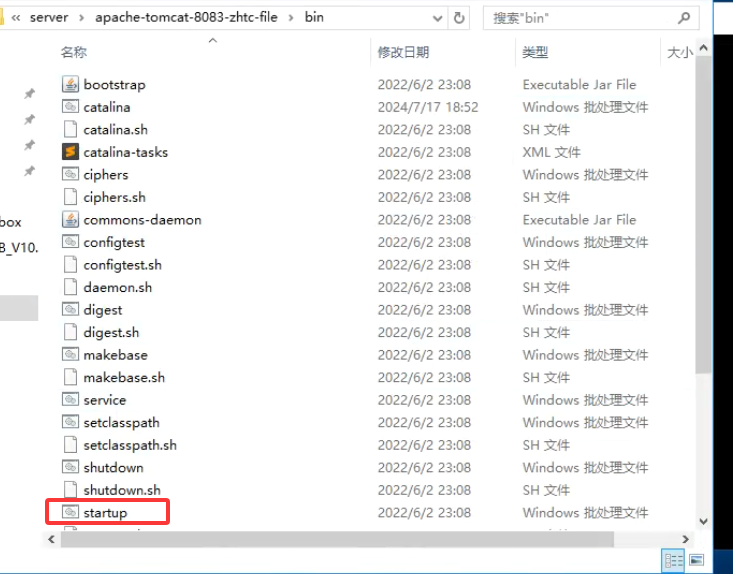 « server › apache-tomcat-8083-zhtc-file › bin 搜索"bin"
名称 修改日期 类型 大小
bootstrap 2022/6/2 23:08 Executable Jar File
catalina 2024/7/17 18:52 Windows 批处理文件
catalina.sh 2022/6/2 23:08 SH 文件
catalina-tasks 2022/6/2 23:08 XML 文件
ciphers 2022/6/2 23:08 Windows 批处理文件
ciphers.sh 2022/6/2 23:08 SH 文件
box
commons-daemon 2022/6/2 23:08 Executable Jar File
B_V10.
configtest 2022/6/2 23:08 Windows 批处理文件
configtest.sh 2022/6/2 23:08 SH 文件
daemon.sh 2022/6/2 23:08 SH 文件
digest 2022/6/2 23:08 Windows 批处理文件
digest.sh 2022/6/2 23:08 SH 文件
makebase 2022/6/2 23:08 Windows 批处理文件
makebase.sh 2022/6/2 23:08 SH 文件
service 2022/6/2 23:08 Windows 批处理文件
setclasspath 2022/6/2 23:08 Windows 批处理文件
setclasspath.sh 2022/6/2 23:08 SH 文件
shutdown 2022/6/2 23:08 Windows 批处理文件
shutdown.sh 2022/6/2 23:08 SH 文件
startup 2022/6/2 23:08 Windows 批处理文件